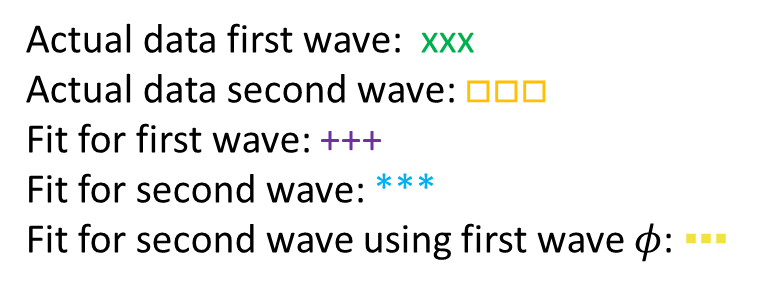 Actual data first wave: xxx
Actual data second wave: □□□
Fit for first wave: +++
Fit for second wave: ***
Fit for second wave using first wave ϕ: ▪▪▪